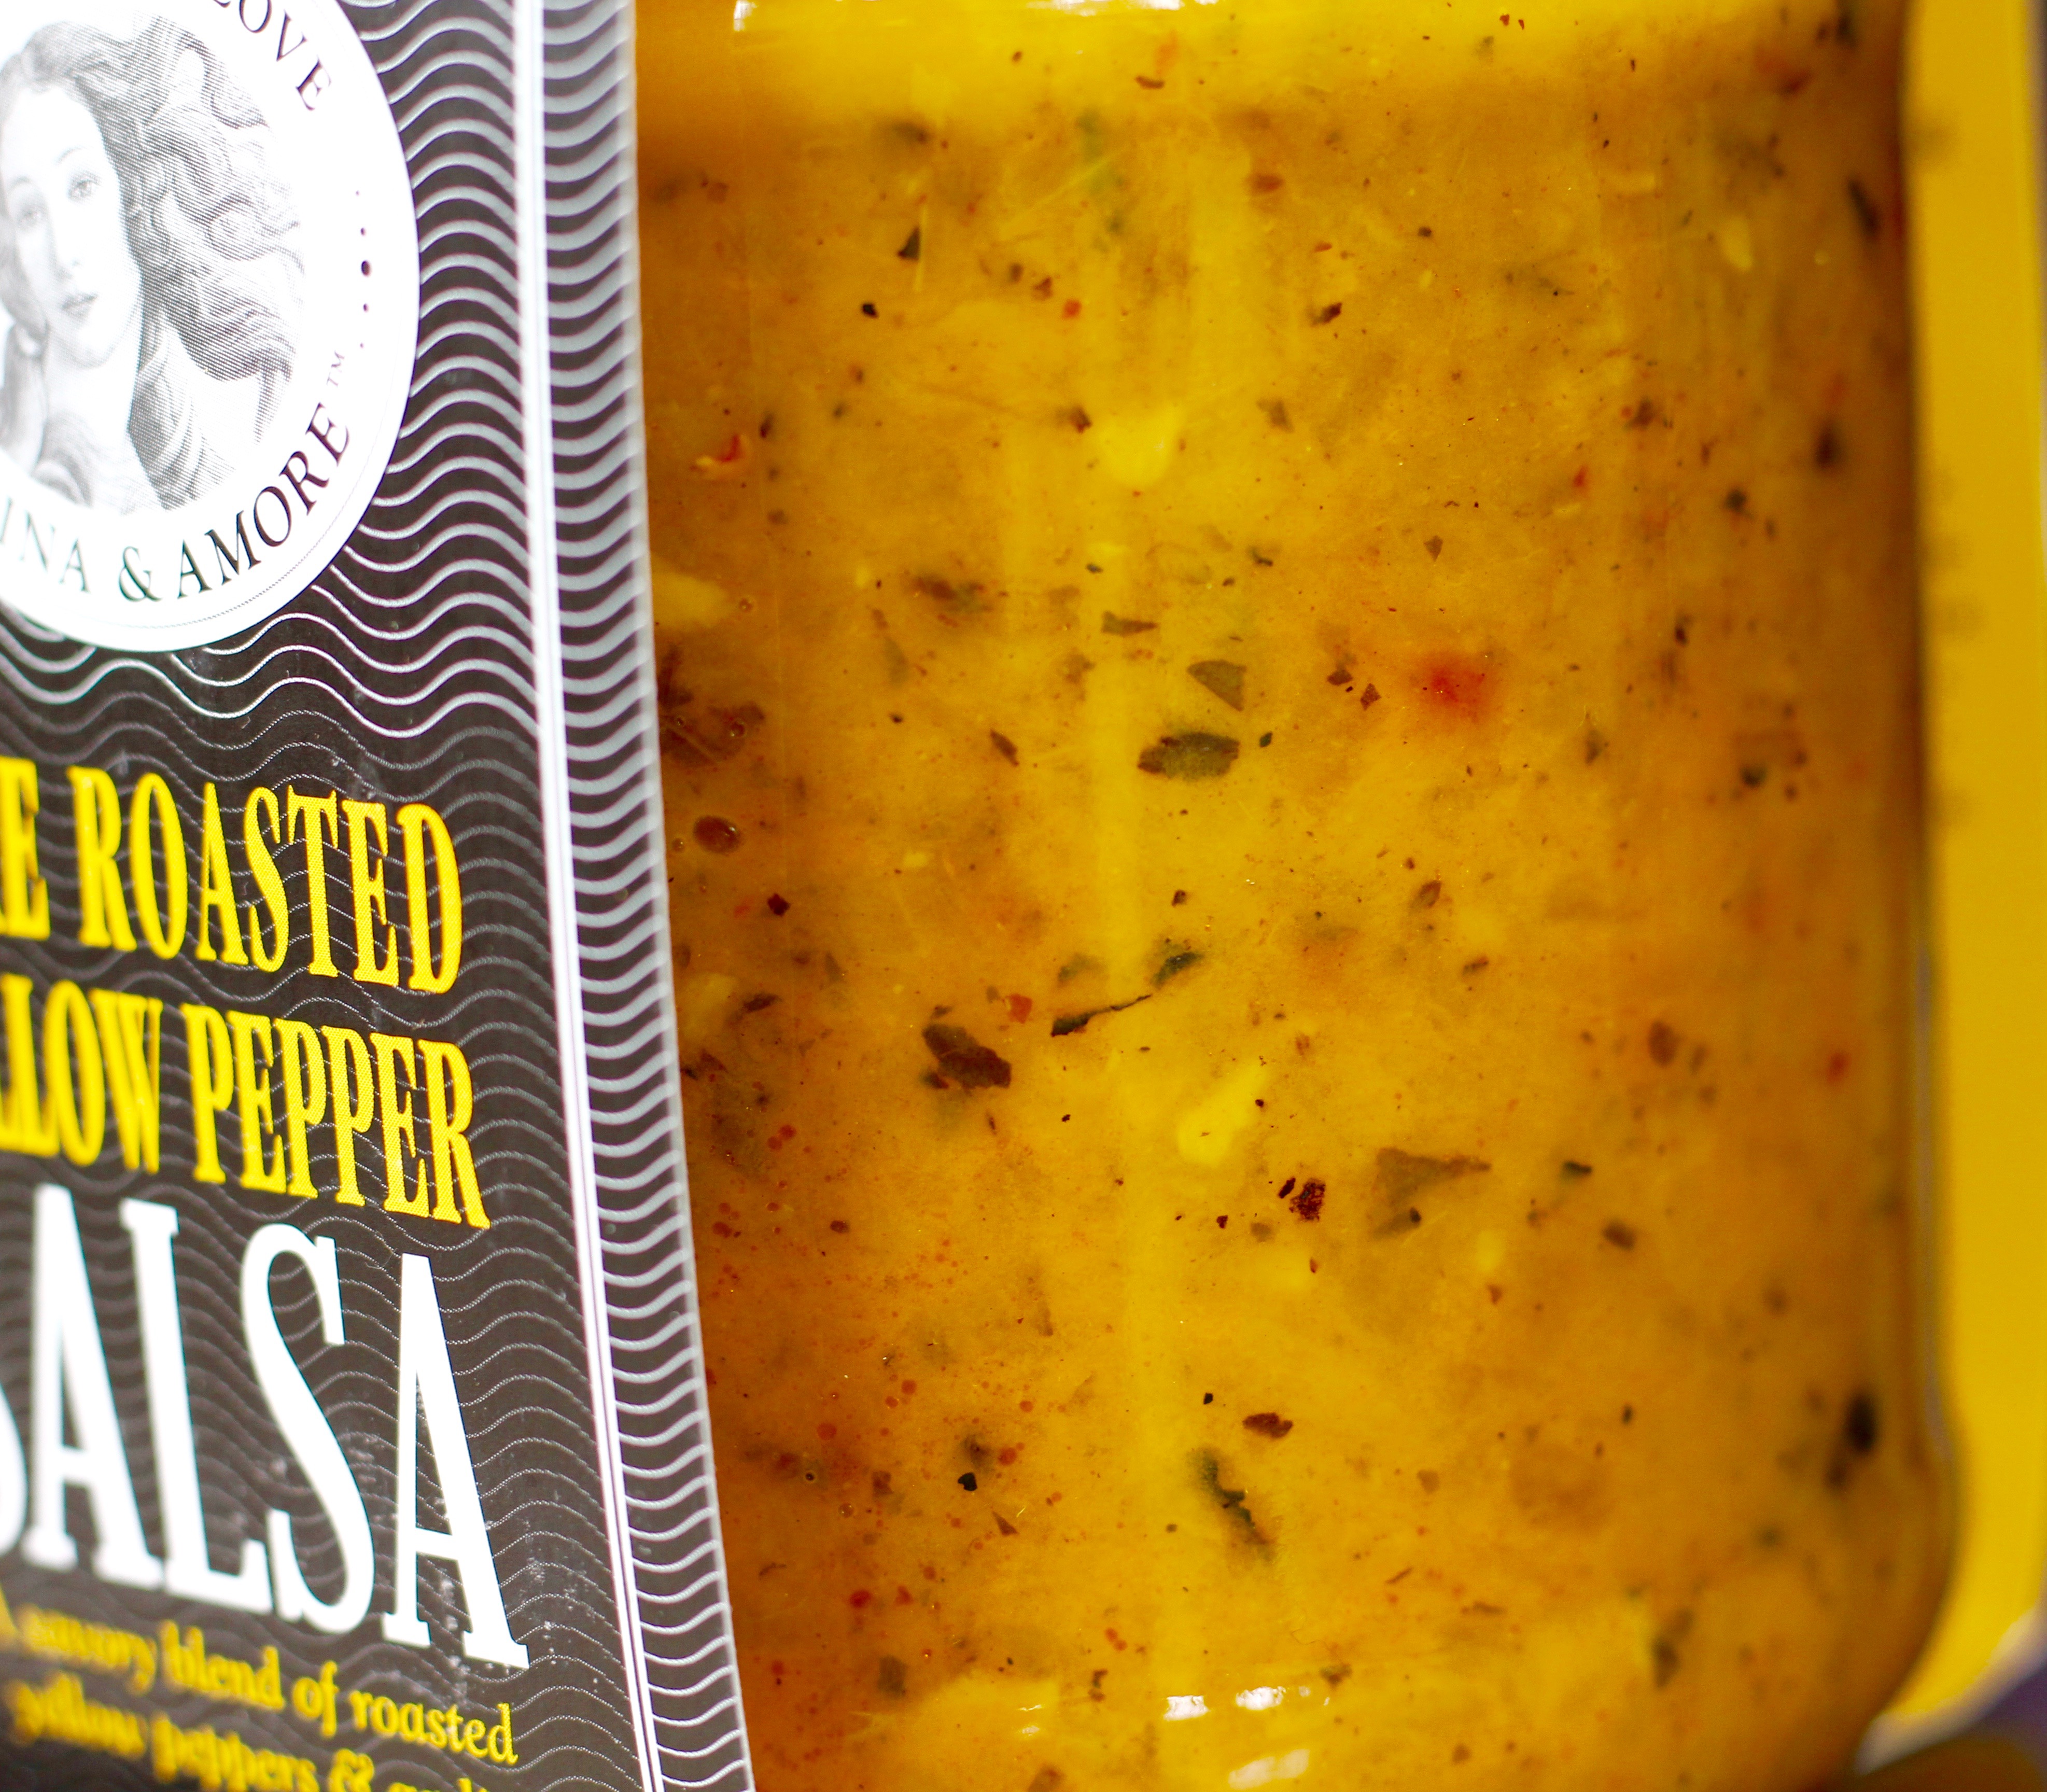 LOVE
INA & AMORE™
E ROASTED
LLOW PEPPER
SALSA
savory blend of roasted
yellow peppers &